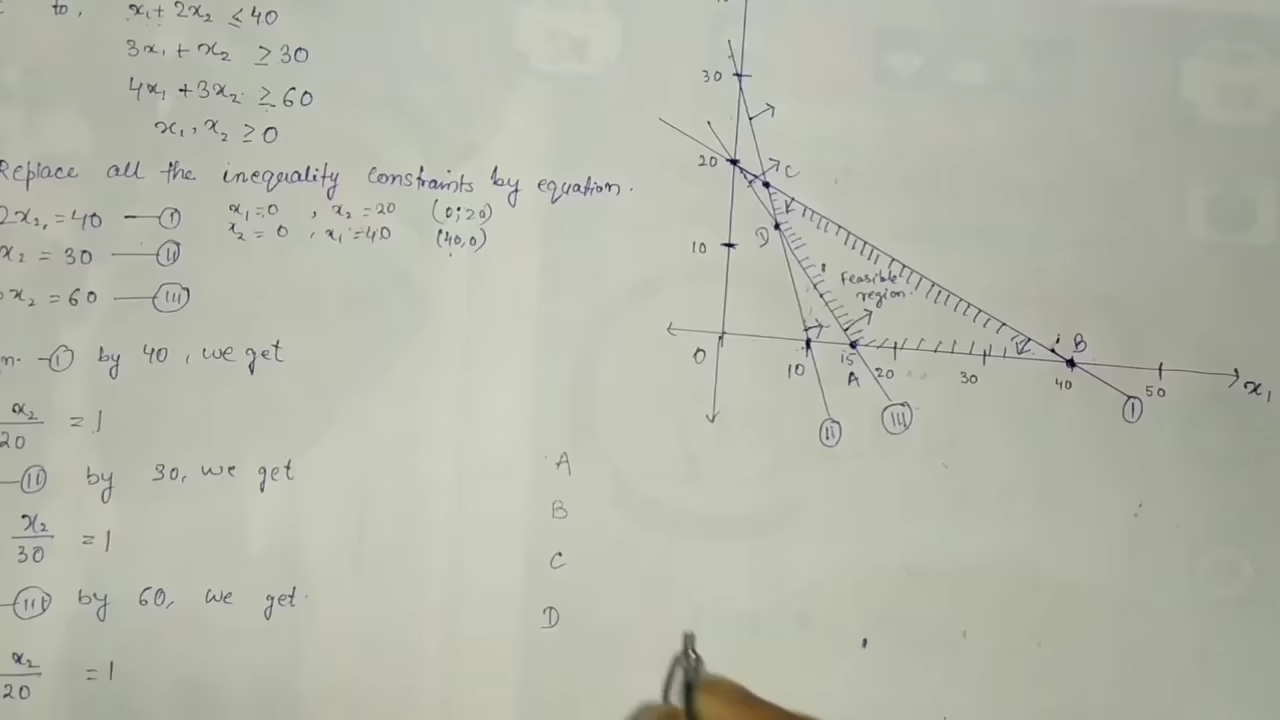 to, x₁ + 2x₂ ≤ 40
3x₁ + x₂ ≥ 30
4x₁ + 3x₂ ≥ 60
x₁, x₂ ≥ 0
Replace all the inequality constraints by equation.
2x₂ = 40 — I x₁ = 0, x₂ = 20 (0, 20)
x₂ = 0, x₁ = 40 (40,0)
x₂ = 30 — II
x₂ = 60 — III
n. — I by 40, we get
x₂/20 = 1
— II by 30, we get
x₂/30 = 1
— III by 60, we get.
x₂/20 = 1
A
B
C
D
30
20
C
10
D
feasible
region.
O
10
15
A
20
30
40
B
50
x₁
I
II
III